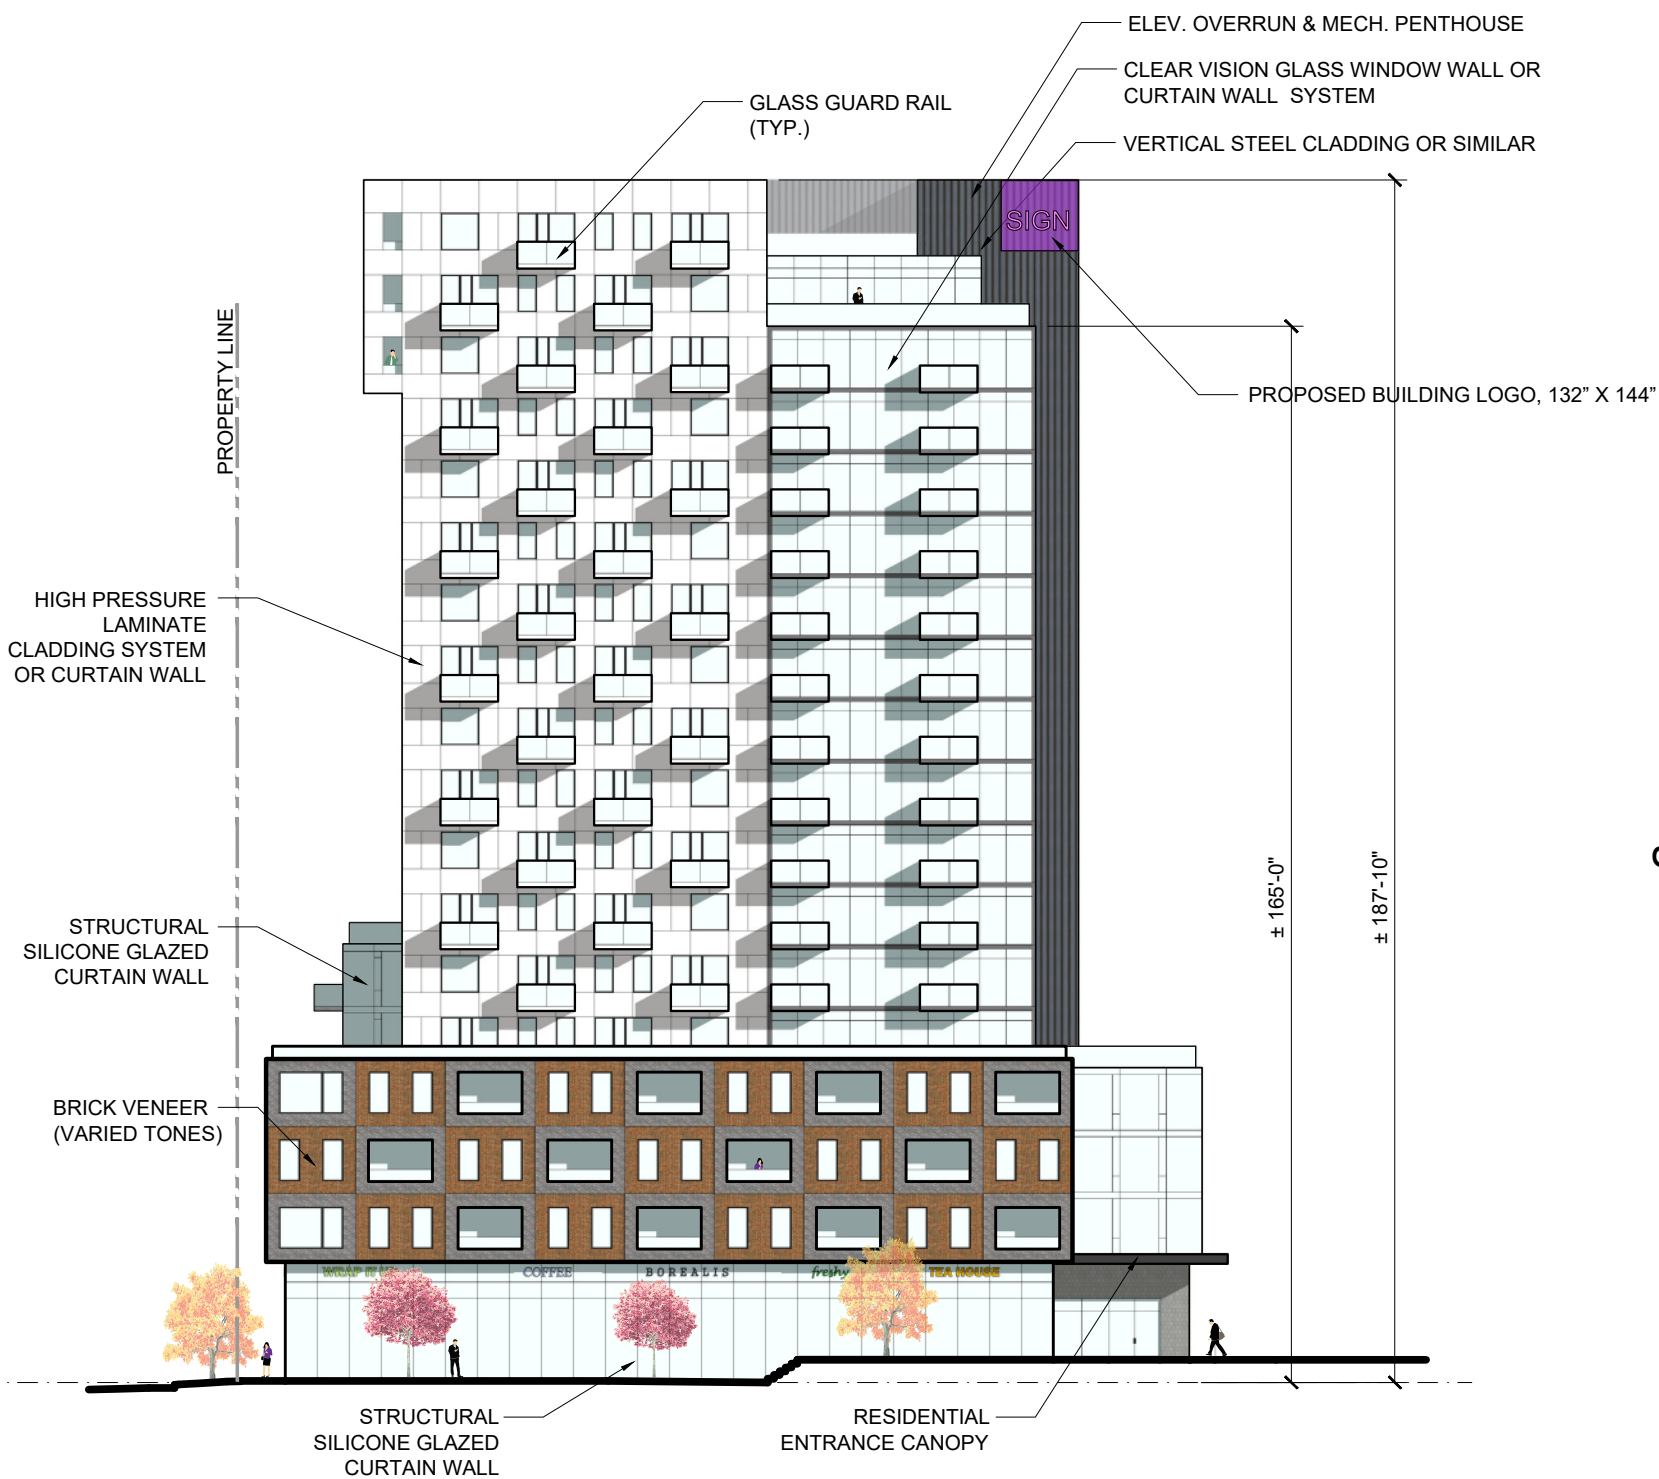 ELEV. OVERRUN & MECH. PENTHOUSE
CLEAR VISION GLASS WINDOW WALL OR
CURTAIN WALL SYSTEM
GLASS GUARD RAIL
(TYP.)
VERTICAL STEEL CLADDING OR SIMILAR
SIGN
PROPERTY LINE
PROPOSED BUILDING LOGO, 132” X 144”
HIGH PRESSURE
LAMINATE
CLADDING SYSTEM
OR CURTAIN WALL
± 165'-0"
± 187'-10"
STRUCTURAL
SILICONE GLAZED
CURTAIN WALL
BRICK VENEER
(VARIED TONES)
WRAP IT
COFFEE
BOREALIS
freshy
TEA HOUSE
STRUCTURAL
SILICONE GLAZED
CURTAIN WALL
RESIDENTIAL
ENTRANCE CANOPY